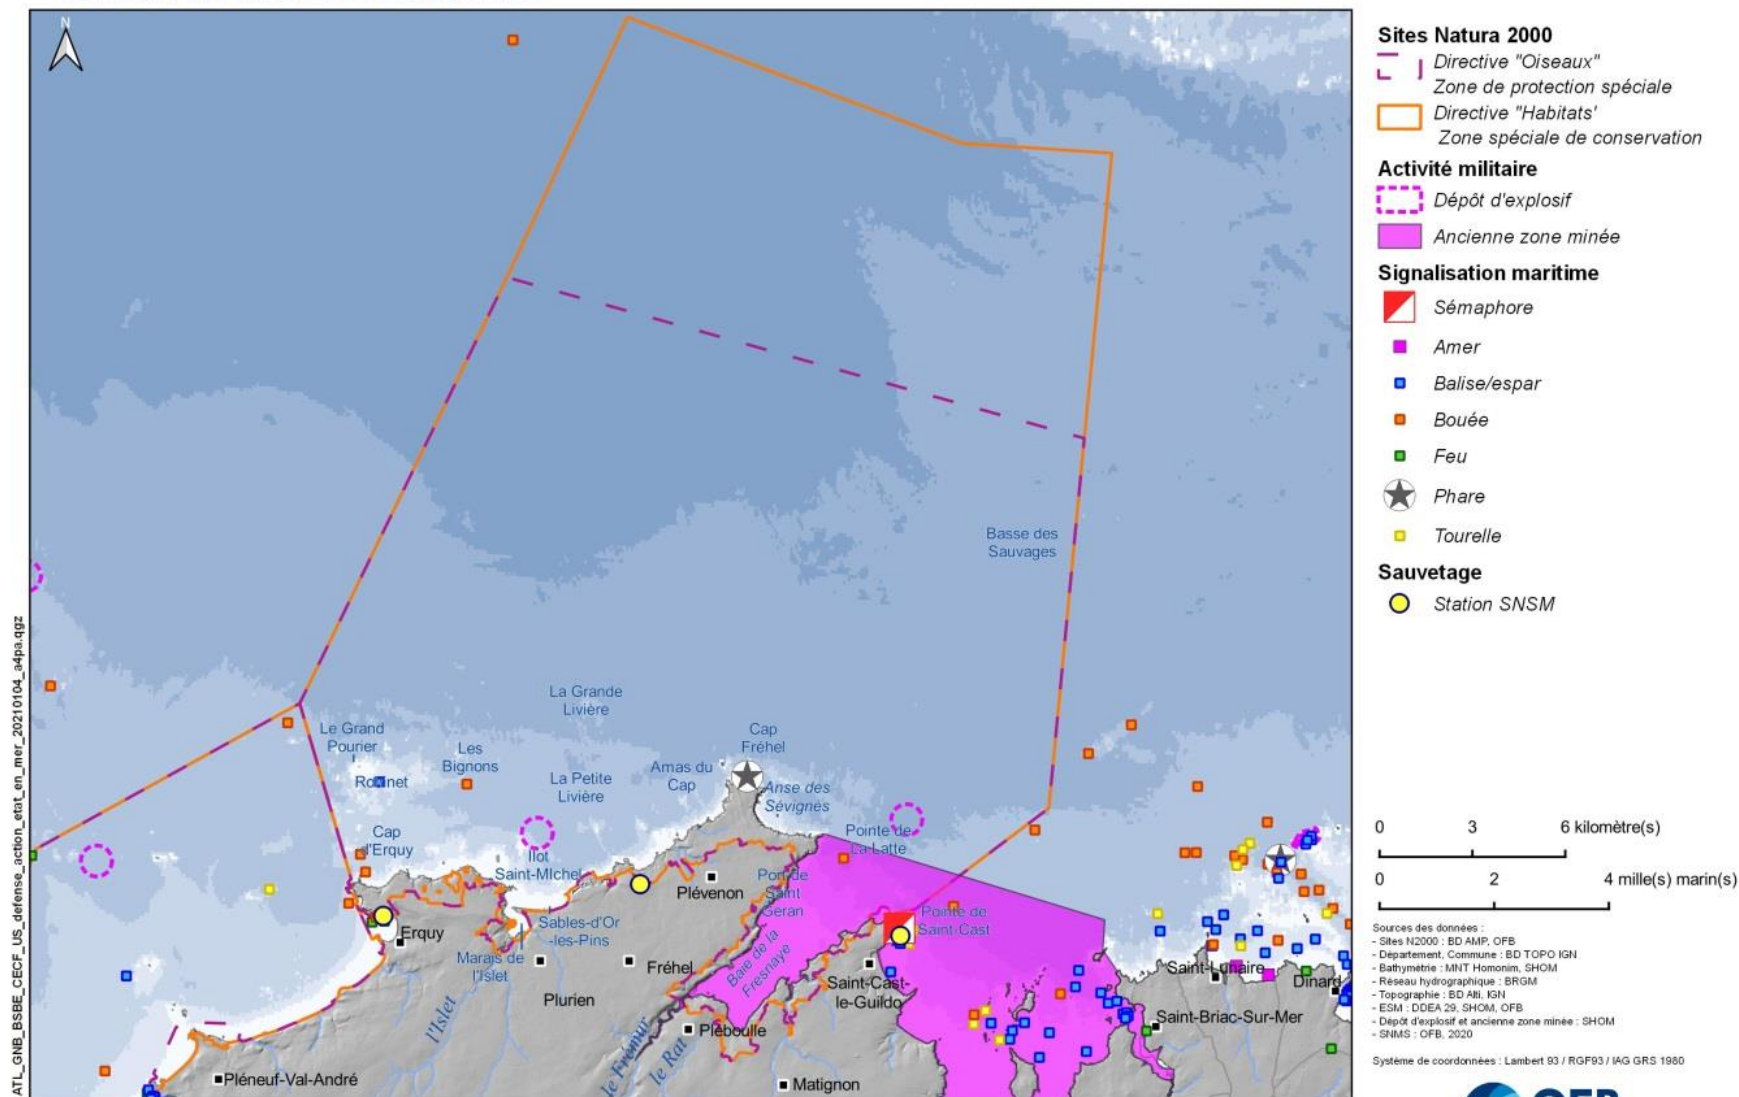 N
Le Grand
Pourier
Rohinet
Les
Bignons
La Grande
Livière
La Petite
Livière
Amas du
Cap
Cap
Fréhel
Anse des
Sévignés
Basse des
Sauvages
Cap
d'Erquy
Ilot
Saint-MIchel
Pointe de
La Latte
Port de
Saint
Geran
Plévenon
Pointe de
Saint-Cast
Erquy
Sables-d'Or
-les-Pins
Marais de
l'Islet
Fréhel
Plurien
Baie de la
Fresnaye
Saint-Cast-
le-Guildo
Saint-Lunaire
Dinard
l'Islet
le Frémur
le Rat
Pléboulle
Saint-Briac-Sur-Mer
Pléneuf-Val-André
Matignon
ATL_GNB_BSBE_CECF_US_defense_action_etat_en_mer_20210104_a4pa.qgz
Sites Natura 2000
Directive "Oiseaux"
Zone de protection spéciale
Directive "Habitats'
Zone spéciale de conservation
Activité militaire
Dépôt d'explosif
Ancienne zone minée
Signalisation maritime
Sémaphore
Amer
Balise/espar
Bouée
Feu
Phare
Tourelle
Sauvetage
Station SNSM
0 3 6 kilomètre(s)
0 2 4 mille(s) marin(s)
Sources des données :
- Sites N2000 : BD AMP, OFB
- Département, Commune : BD TOPO IGN
- Bathymétrie : MNT Homonim, SHOM
- Réseau hydrographique : BRGM
- Topographie : BD Alti, IGN
- ESM : DDEA 29, SHOM, OFB
- Dépôt d'explosif et ancienne zone minée : SHOM
- SNMS : OFB, 2020
Système de coordonnées : Lambert 93 / RGF93 / IAG GRS 1980
OFB